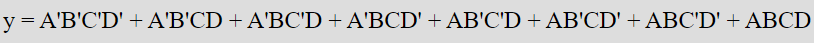 y = A'B'C'D' + A'B'CD + A'BC'D + A'BCD' + AB'C'D + AB'CD' + ABC'D' + ABCD